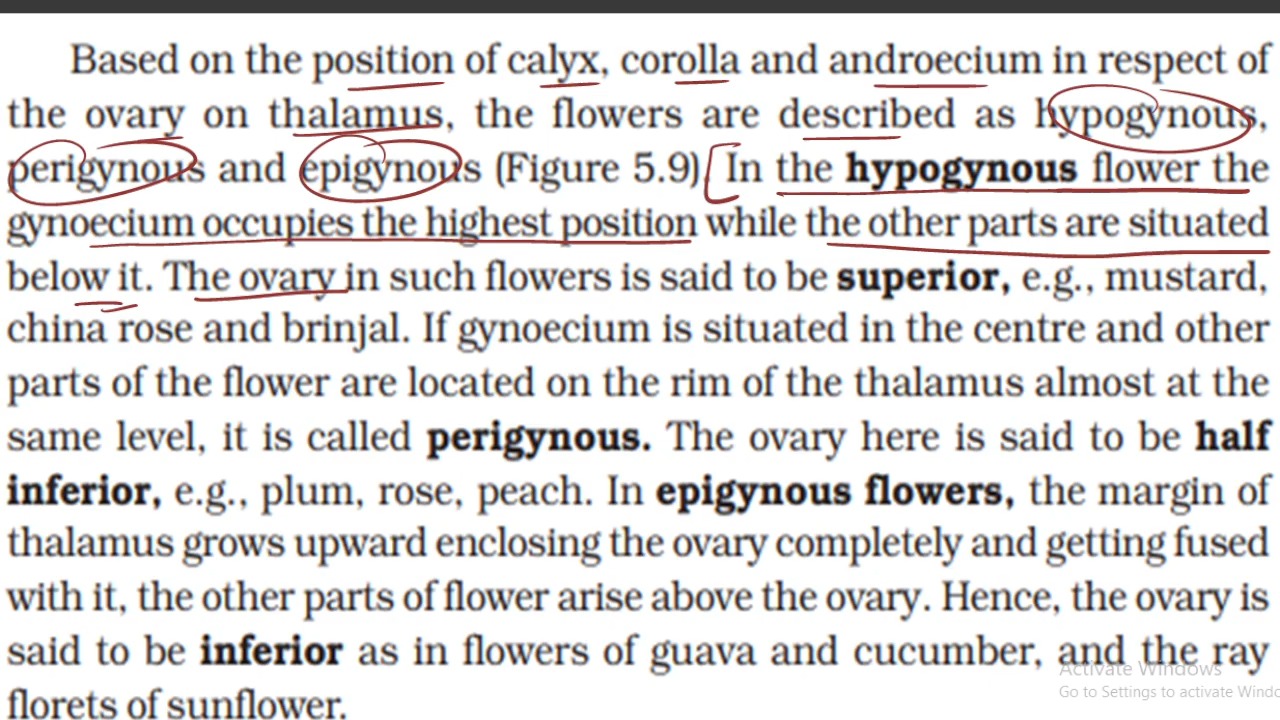 Based on the position of calyx, corolla and androecium in respect of
the ovary on thalamus, the flowers are described as hypogynous,
perigynous and epigynous (Figure 5.9). In the hypogynous flower the
gynoecium occupies the highest position while the other parts are situated
below it. The ovary in such flowers is said to be superior, e.g., mustard,
china rose and brinjal. If gynoecium is situated in the centre and other
parts of the flower are located on the rim of the thalamus almost at the
same level, it is called perigynous. The ovary here is said to be half
inferior, e.g., plum, rose, peach. In epigynous flowers, the margin of
thalamus grows upward enclosing the ovary completely and getting fused
with it, the other parts of flower arise above the ovary. Hence, the ovary is
said to be inferior as in flowers of guava and cucumber, and the ray
florets of sunflower.
Activate Windows
Go to Settings to activate Windo